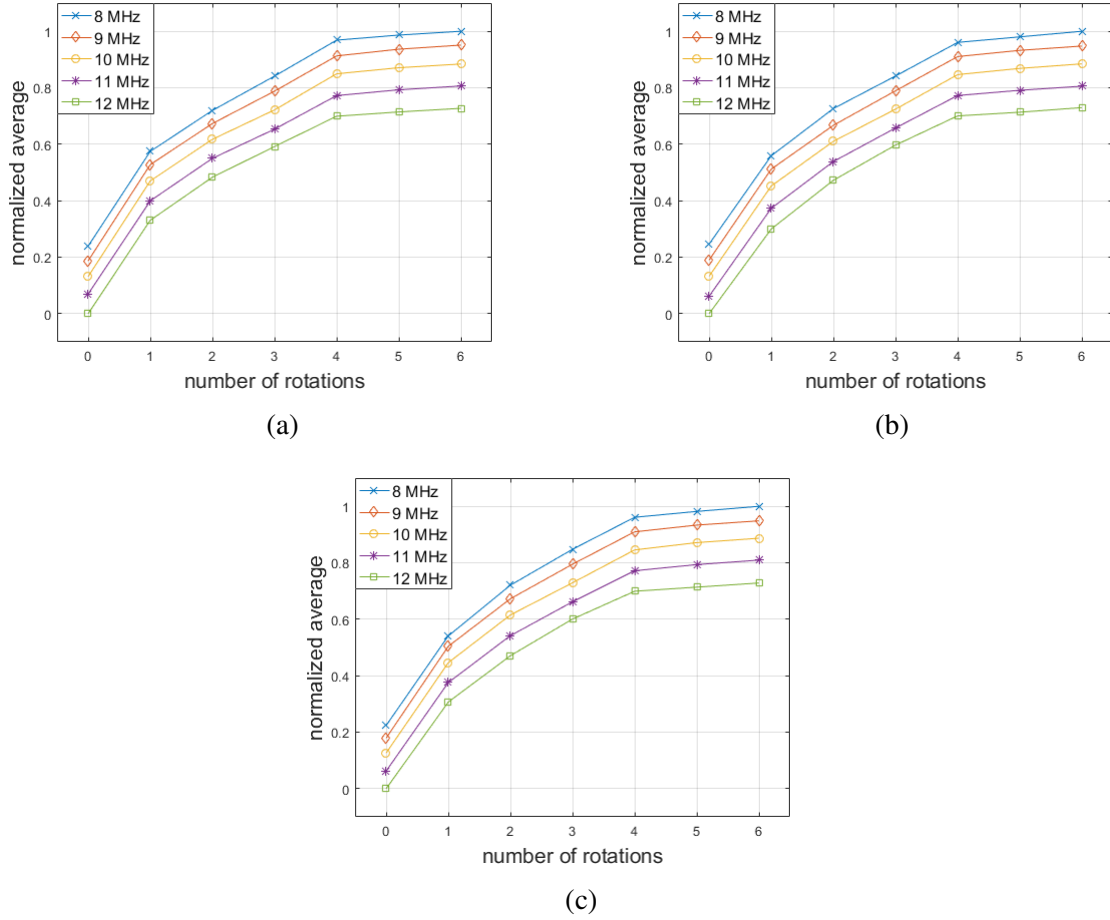 8 MHz
9 MHz
10 MHz
11 MHz
12 MHz
1
0.8
0.6
0.4
0.2
0
normalized average
0 1 2 3 4 5 6
number of rotations
(a)
8 MHz
9 MHz
10 MHz
11 MHz
12 MHz
1
0.8
0.6
0.4
0.2
0
normalized average
0 1 2 3 4 5 6
number of rotations
(b)
8 MHz
9 MHz
10 MHz
11 MHz
12 MHz
1
0.8
0.6
0.4
0.2
0
normalized average
0 1 2 3 4 5 6
number of rotations
(c)